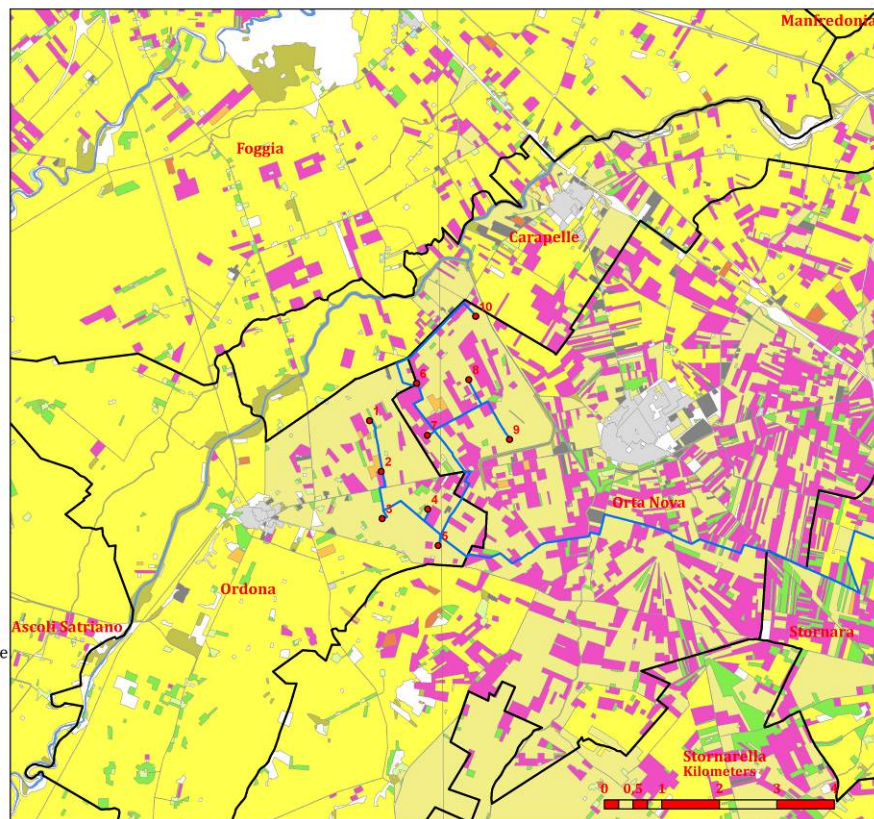 Manfredonia
Foggia
Carapelle
10
8
6
1
7
9
2
4
3
Orta Nova
5
Ordona
Ascoli Satriano
Stornara
e
Stornarella
Kilometers
0 0,5 1 2 3 4